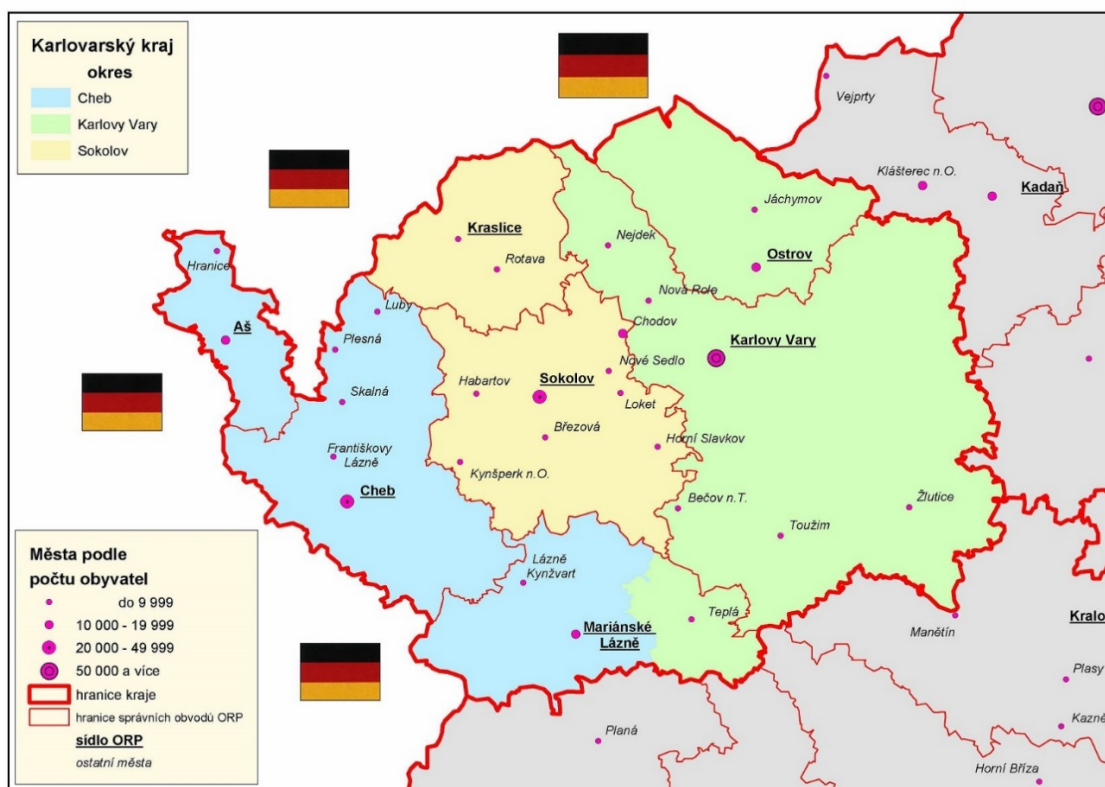 Karlovarský kraj
okres
Cheb
Karlovy Vary
Sokolov
Vejprty
Klášterec n.O.
Kadaň
Jáchymov
Kraslice
Nejdek
Ostrov
Hranice
Rotava
Luby
Nová Role
Aš
Chodov
Karlovy Vary
Plesná
Nové Sedlo
Sokolov
Habartov
Skalná
Loket
Březová
Horní Slavkov
Františkovy
Lázně
Kynšperk n.O.
Cheb
Bečov n.T.
Žlutice
Toužim
Lázně
Kynžvart
Teplá
Mariánské
Lázně
Manětín
Kralo
Plasy
Kazně
Planá
Horní Bříza
Města podle
počtu obyvatel
do 9 999
10 000 - 19 999
20 000 - 49 999
50 000 a více
hranice kraje
hranice správních obvodů ORP
sídlo ORP
ostatní města